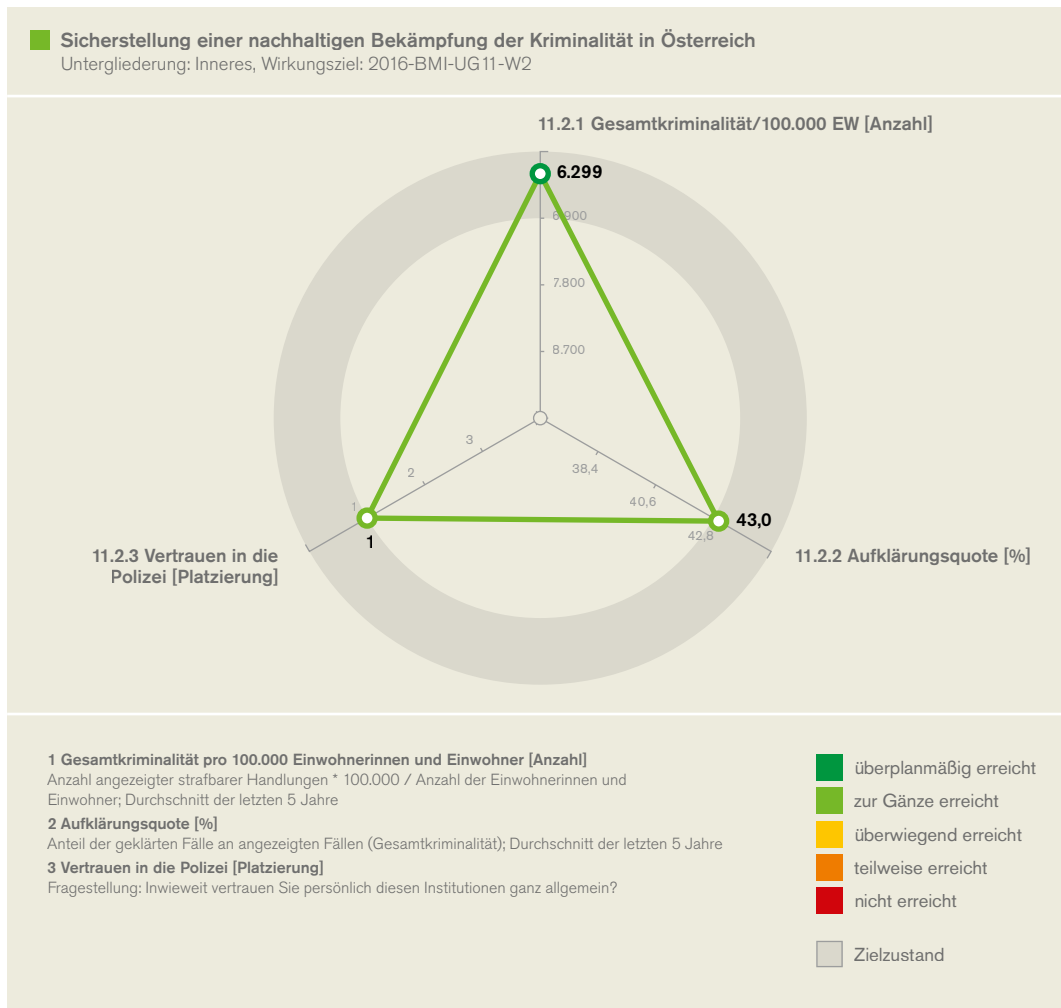 Sicherstellung einer nachhaltigen Bekämpfung der Kriminalität in Österreich
Untergliederung: Inneres, Wirkungsziel: 2016-BMI-UG11-W2
11.2.1 Gesamtkriminalität/100.000 EW [Anzahl]
6.299
6.900
7.800
8.700
3
38,4
2
40,6
1
43,0
42,8
1
11.2.3 Vertrauen in die
Polizei [Platzierung]
11.2.2 Aufklärungsquote [%]
1 Gesamtkriminalität pro 100.000 Einwohnerinnen und Einwohner [Anzahl]
Anzahl angezeigter strafbarer Handlungen * 100.000 / Anzahl der Einwohnerinnen und
Einwohner; Durchschnitt der letzten 5 Jahre
2 Aufklärungsquote [%]
Anteil der geklärten Fälle an angezeigten Fällen (Gesamtkriminalität); Durchschnitt der letzten 5 Jahre
3 Vertrauen in die Polizei [Platzierung]
Fragestellung: Inwieweit vertrauen Sie persönlich diesen Institutionen ganz allgemein?
überplanmäßig erreicht
zur Gänze erreicht
überwiegend erreicht
teilweise erreicht
nicht erreicht
Zielzustand